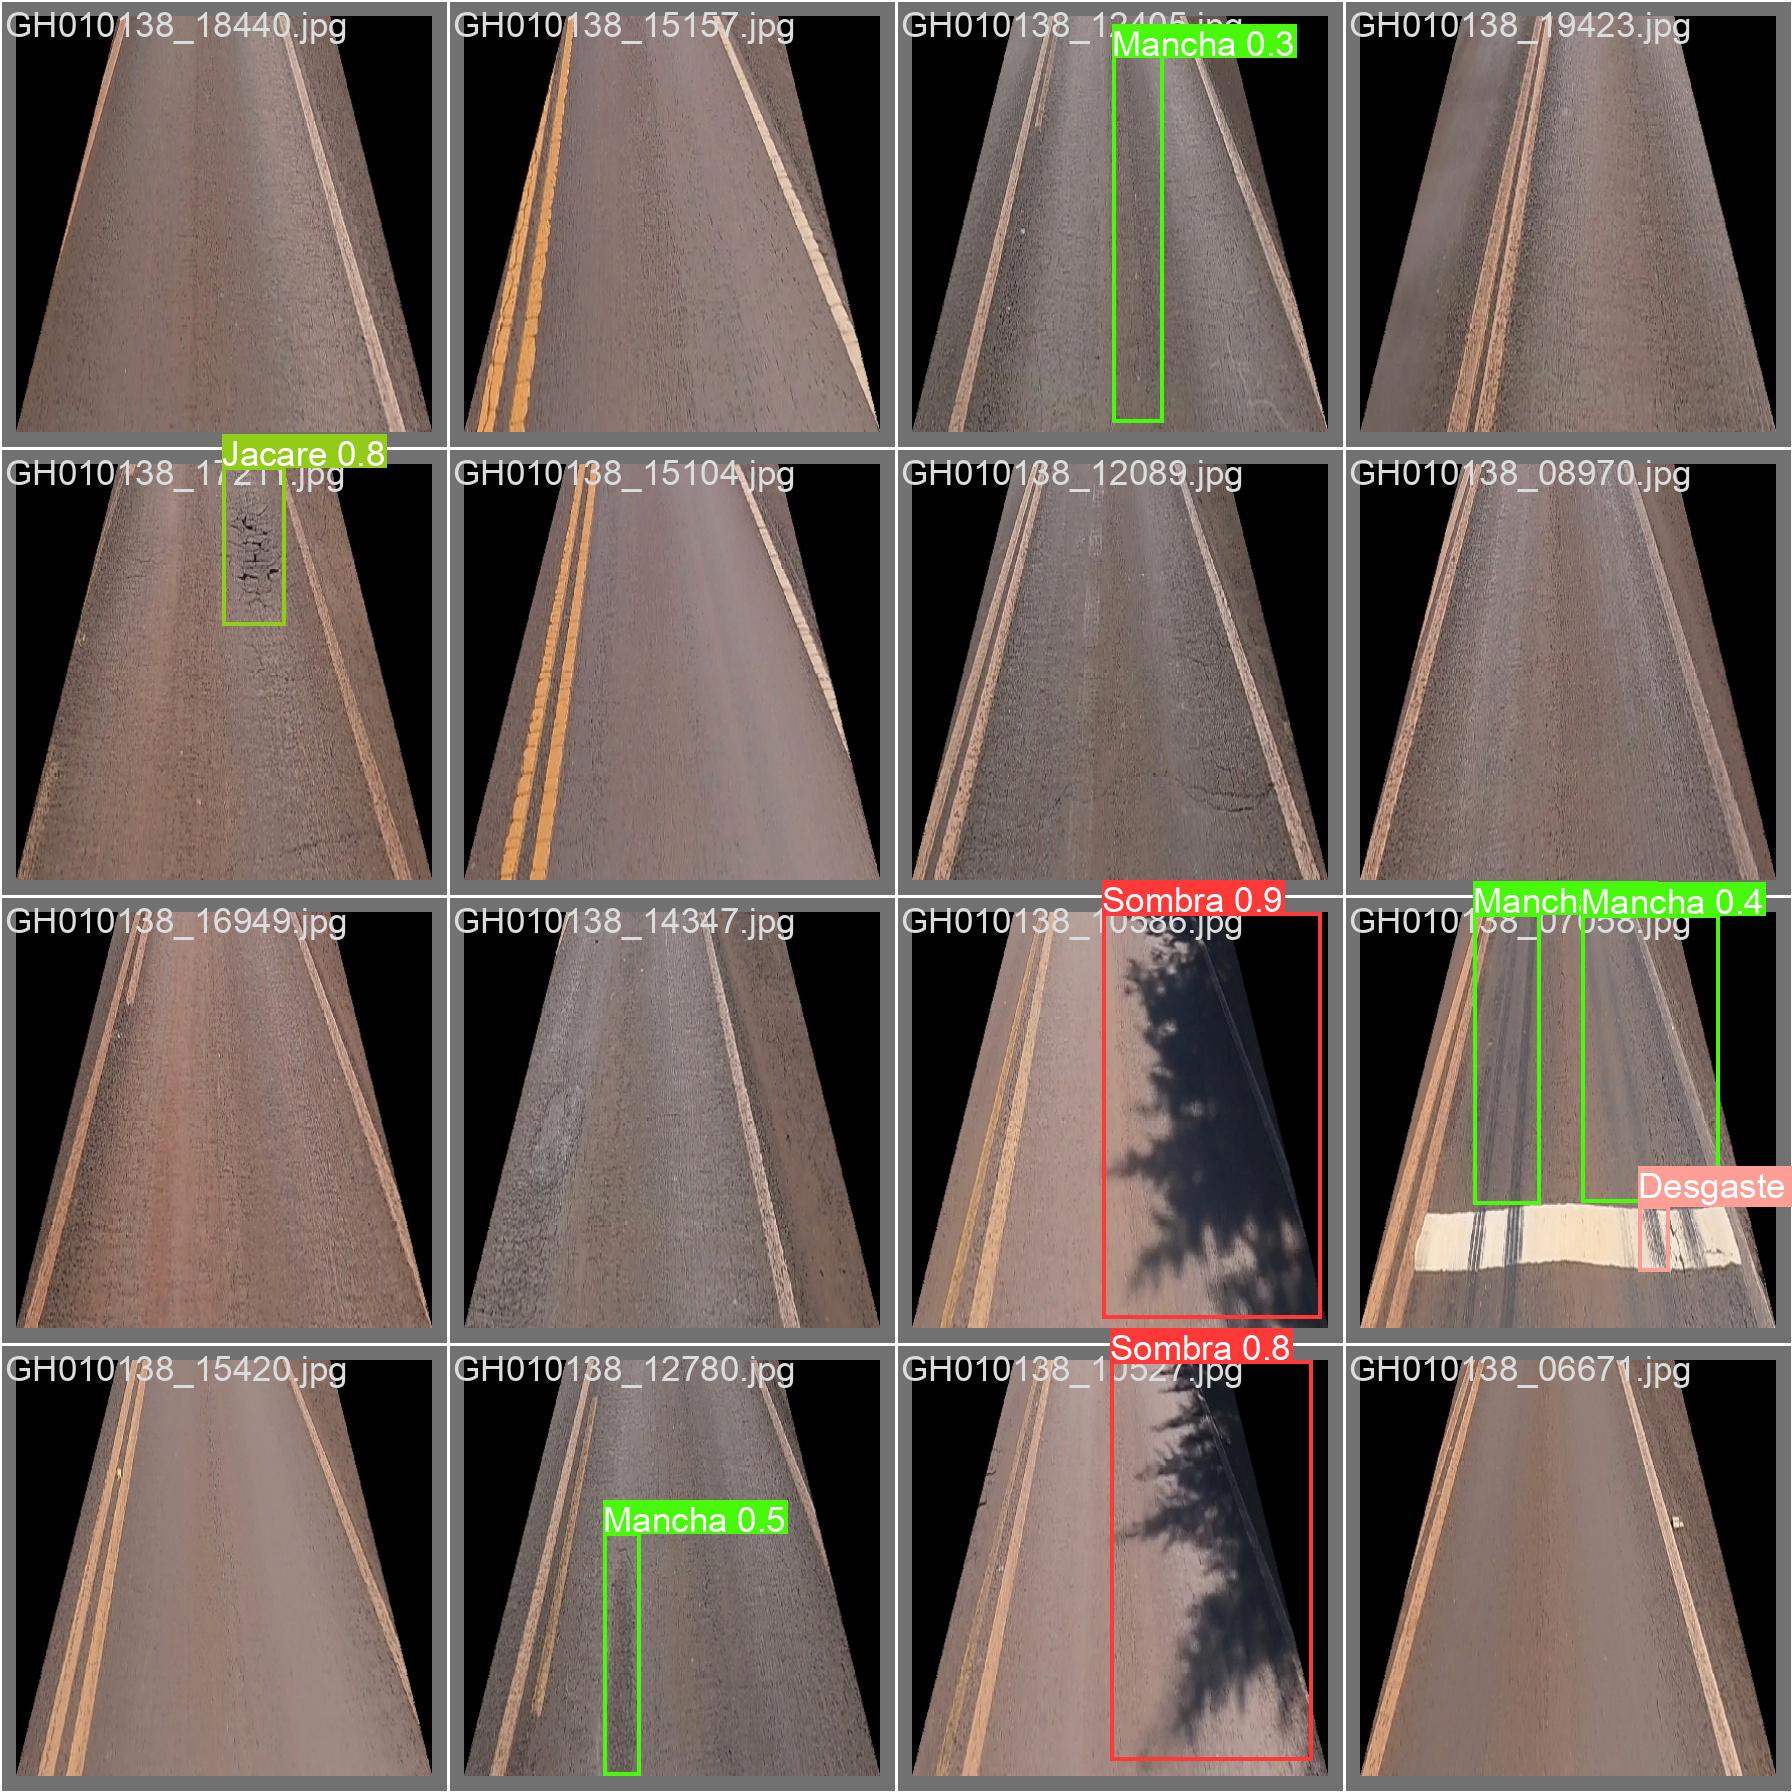 GH010138_18440.jpg
GH010138_15157.jpg
Mancha 0.3
GH010138_19423.jpg
Jacare 0.8
GH010138_15104.jpg
GH010138_12089.jpg
GH010138_08970.jpg
GH010138_16949.jpg
GH010138_14347.jpg
Sombra 0.9
Mancha 0.4
Desgaste
GH010138_15420.jpg
GH010138_12780.jpg
Mancha 0.5
Sombra 0.8
GH010138_06671.jpg